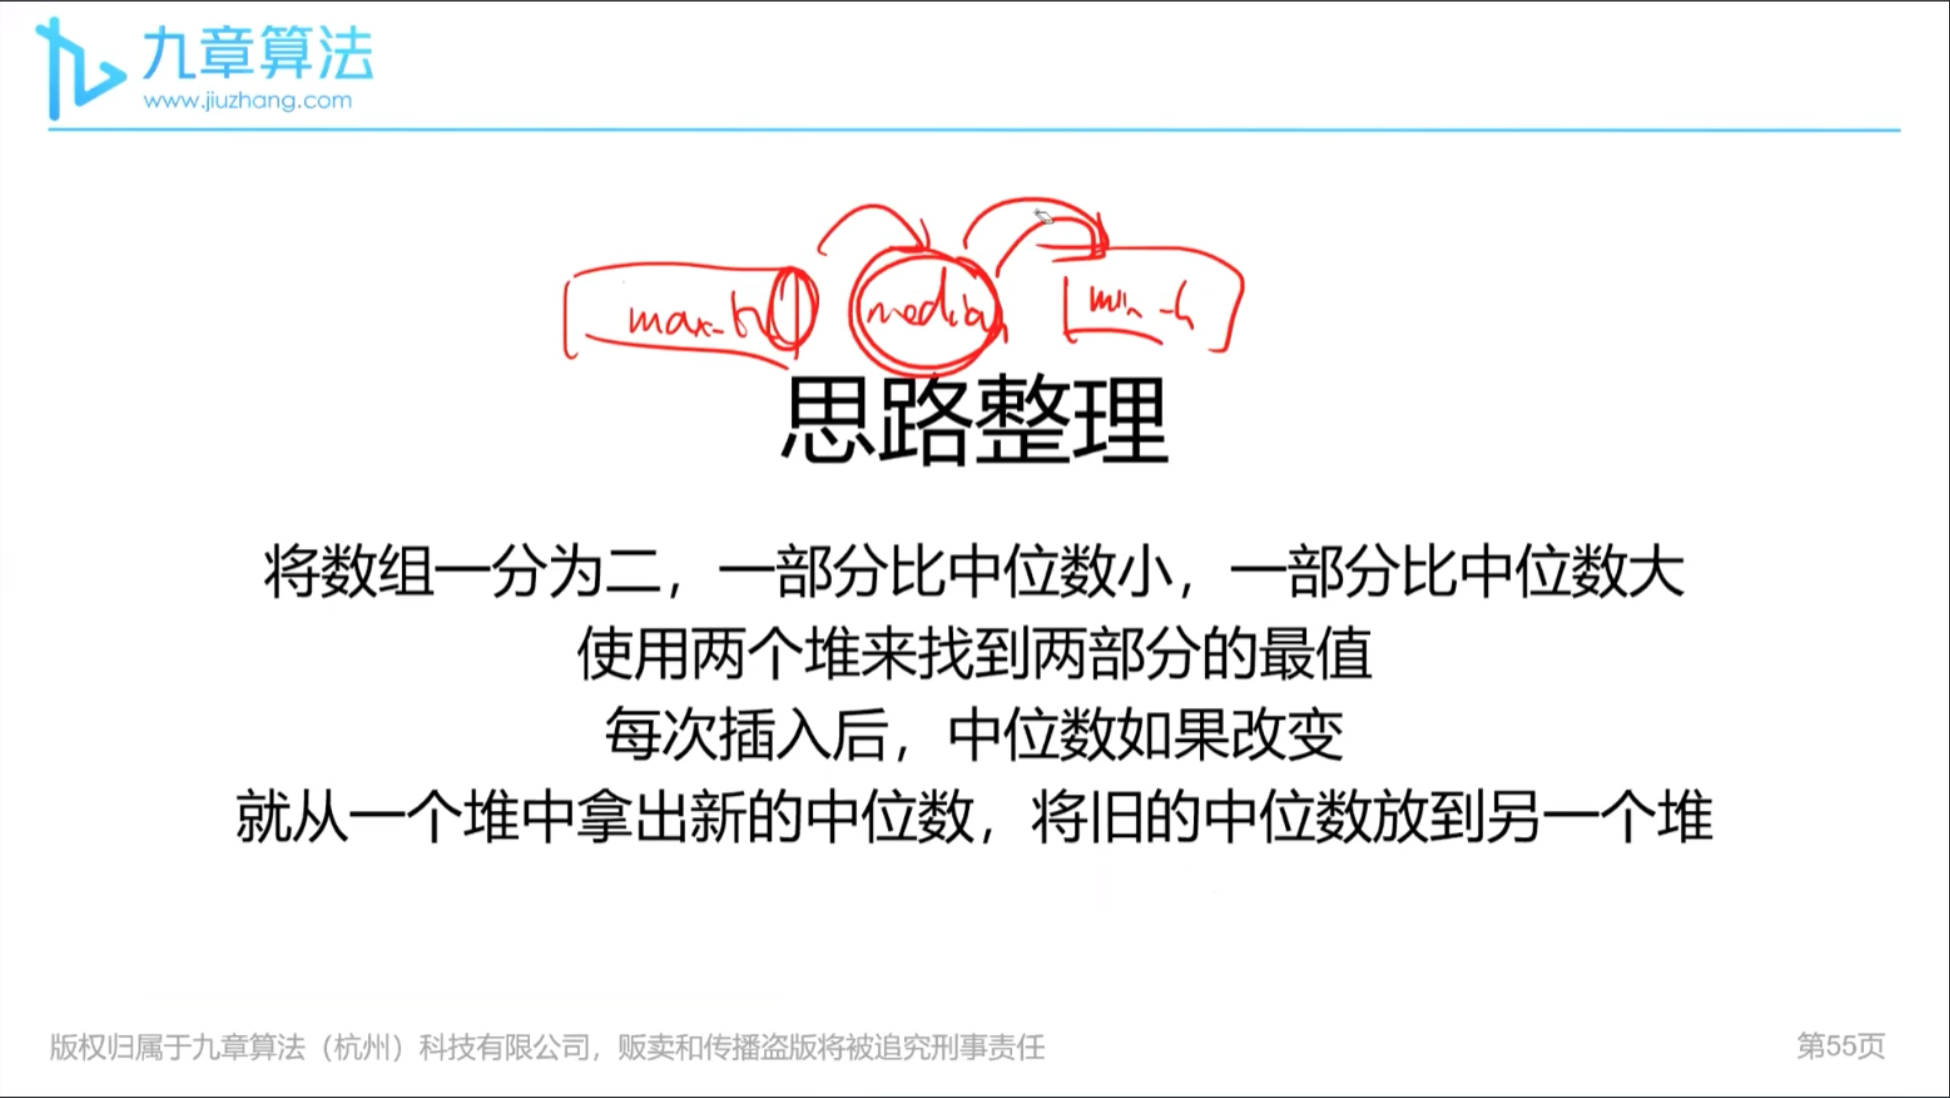 九章算法
www.jiuzhang.com
max-h
median
min-h
思路整理
将数组一分为二，一部分比中位数小，一部分比中位数大
使用两个堆来找到两部分的最值
每次插入后，中位数如果改变
就从一个堆中拿出新的中位数，将旧的中位数放到另一个堆
版权归属于九章算法（杭州）科技有限公司，贩卖和传播盗版将被追究刑事责任
第55页